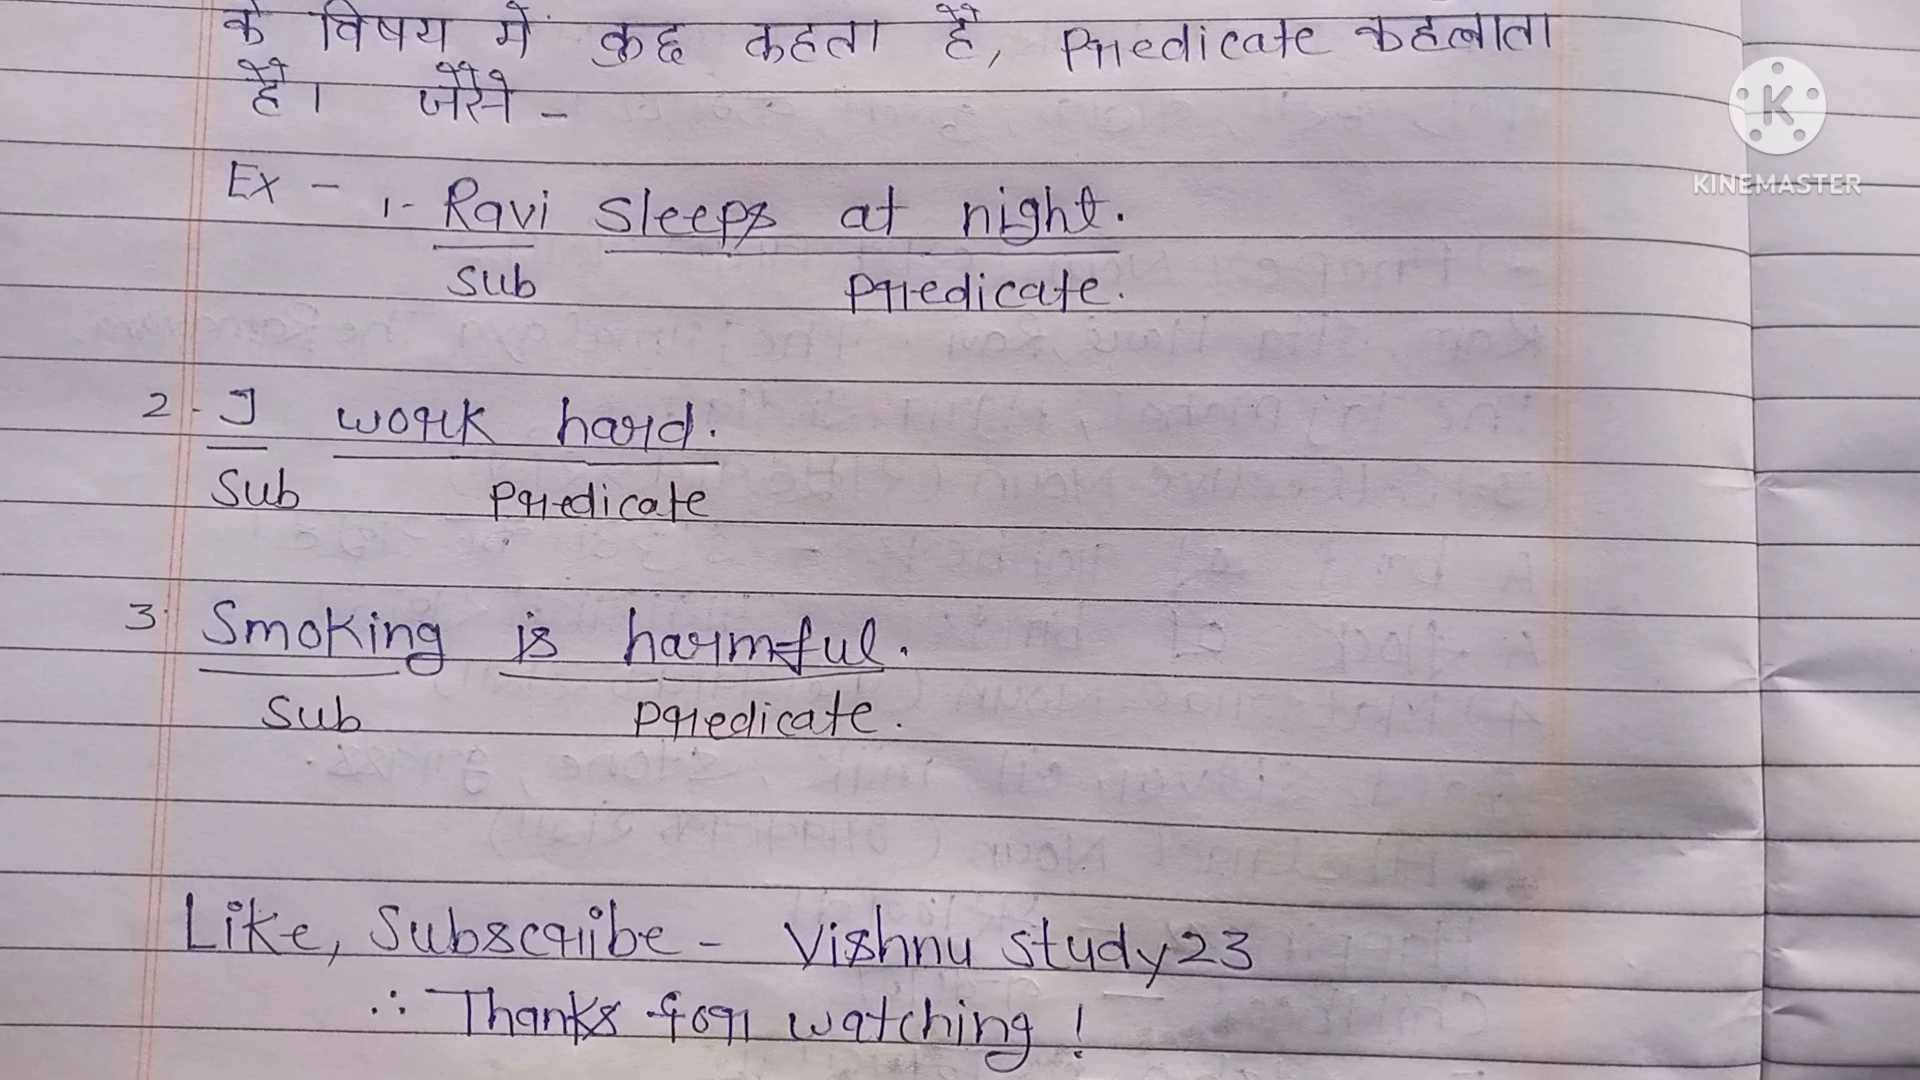 के विषय में कुछ कहता है, Predicate कहलाता
है। जैसे -
Ex - 1- Ravi sleeps at night.
Sub Predicate.
2- I work hard.
Sub Predicate
3. Smoking is harmful.
Sub Predicate.
Like, Subscribe - Vishnu study23
∴ Thanks for watching !
K
KINEMASTER